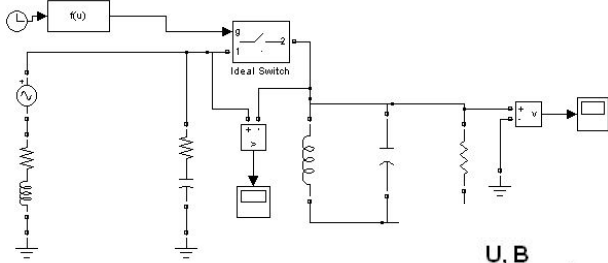 f(u)
g
1
2
Ideal Switch
+
+ -
v
+
-
v
U, B